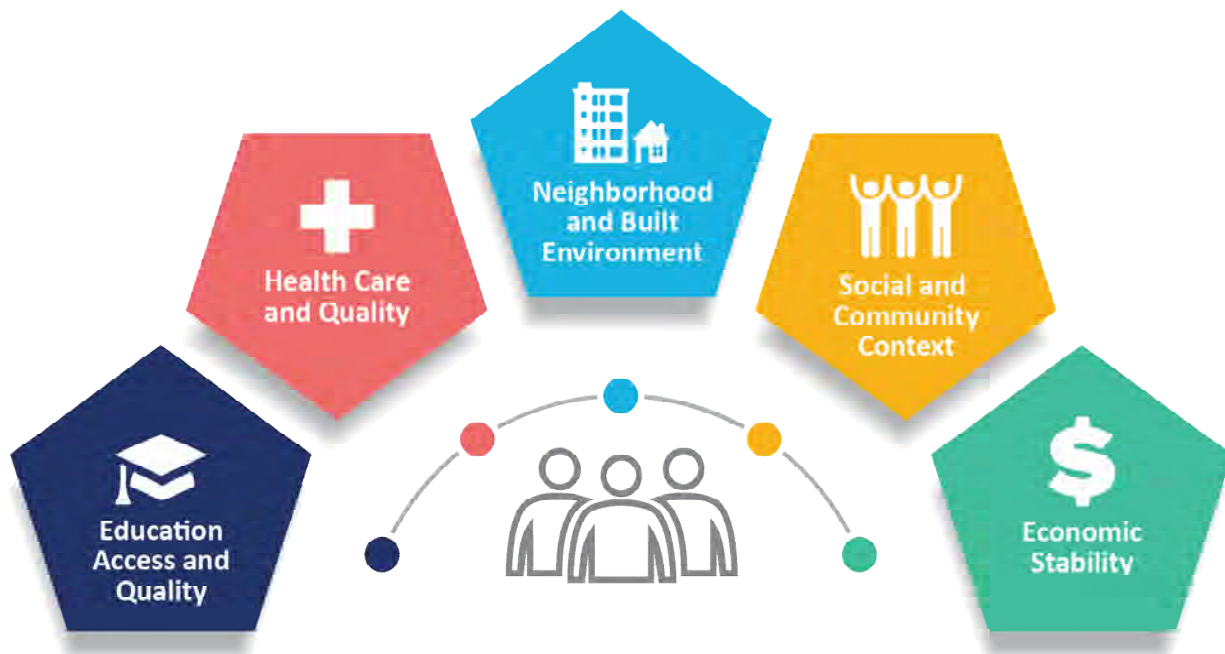 Education
Access and
Quality
Health Care
and Quality
Neighborhood
and Built
Environment
Social and
Community
Context
$
Economic
Stability